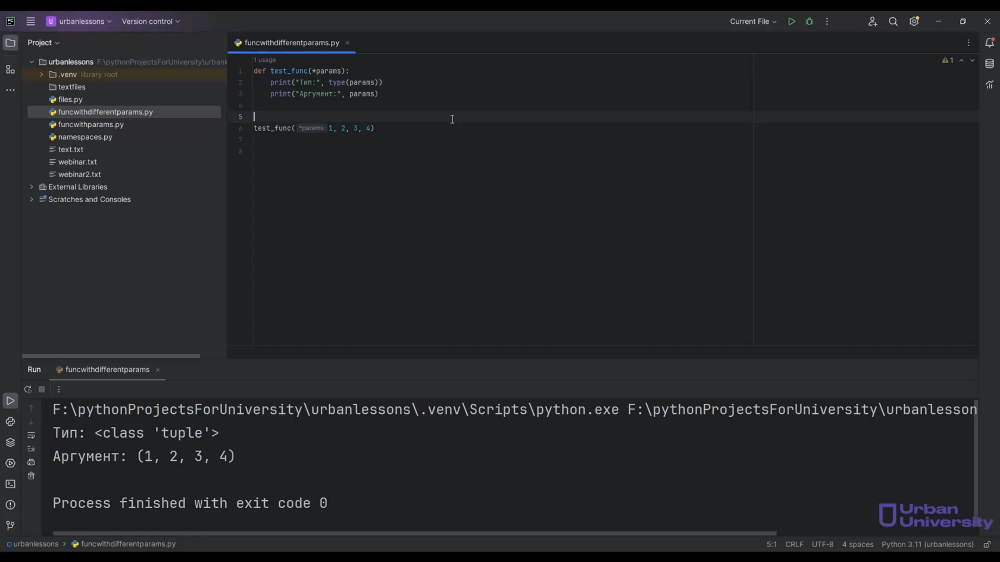 PC
U urbanlessons
Version control
Current File
Project
funcwithdifferentparams.py
urbanlessons F:\pythonProjectsForUniversity\urbanl
.venv library root
textfiles
files.py
funcwithdifferentparams.py
funcwithparams.py
namespaces.py
text.txt
webinar.txt
webinar2.txt
External Libraries
Scratches and Consoles
1 usage
1
1 def test_func(*params):
2 print("Тип:", type(params))
3 print("Аргумент:", params)
4
5
6 test_func( *params: 1, 2, 3, 4)
7
8
Run
funcwithdifferentparams
F:\pythonProjectsForUniversity\urbanlessons\.venv\Scripts\python.exe F:\pythonProjectsForUniversity\urbanlesson
Тип: <class 'tuple'>
Аргумент: (1, 2, 3, 4)
Process finished with exit code 0
Urban
University
urbanlessons
funcwithdifferentparams.py
5:1 CRLF UTF-8 4 spaces Python 3.11 (urbanlessons)